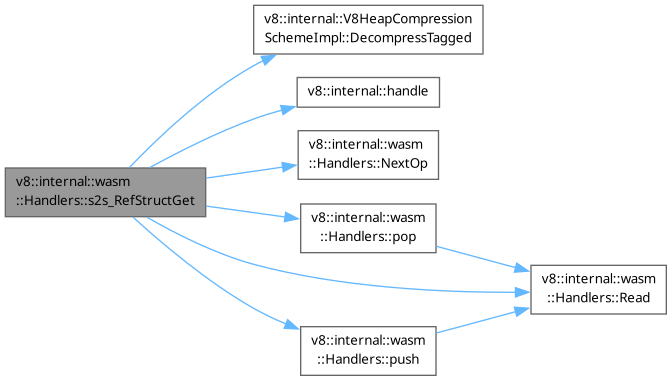 v8::internal::V8HeapCompression
SchemeImpl::DecompressTagged
v8::internal::handle
v8::internal::wasm
::Handlers::NextOp
v8::internal::wasm
::Handlers::s2s_RefStructGet
v8::internal::wasm
::Handlers::pop
v8::internal::wasm
::Handlers::Read
v8::internal::wasm
::Handlers::push